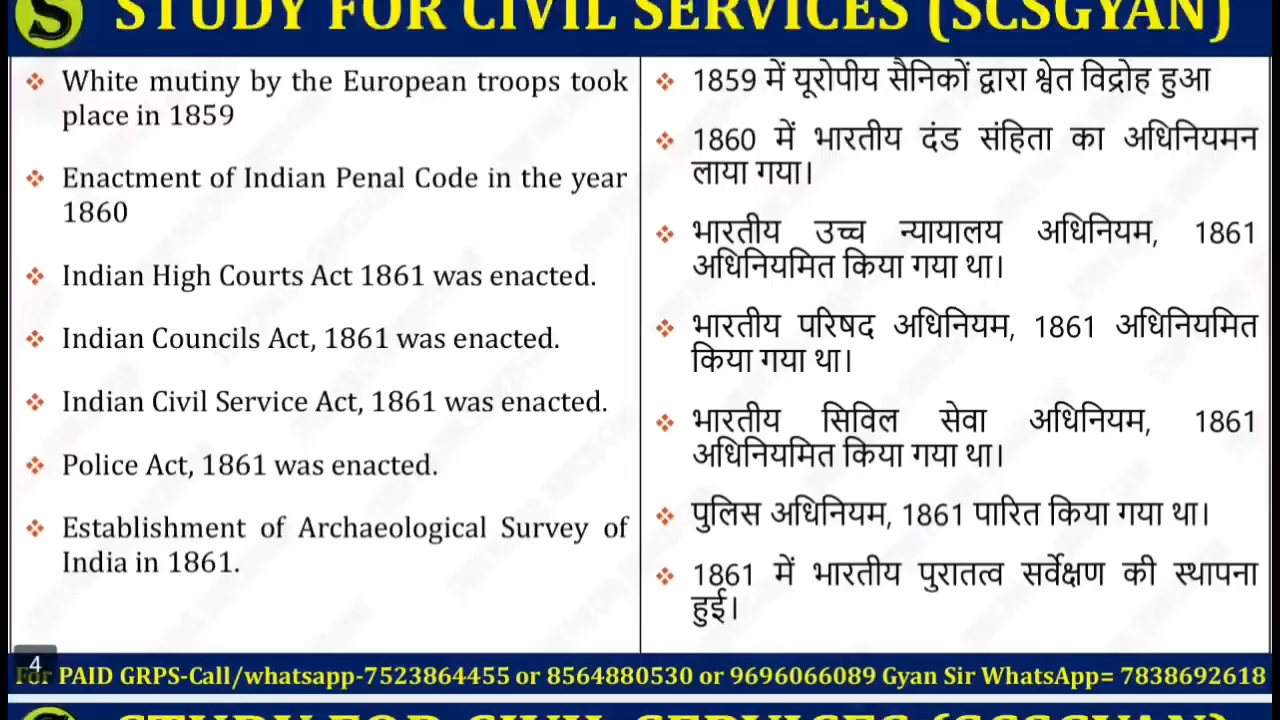 STUDY FOR CIVIL SERVICES (SCSGYAN)
White mutiny by the European troops took
place in 1859
Enactment of Indian Penal Code in the year
1860
Indian High Courts Act 1861 was enacted.
Indian Councils Act, 1861 was enacted.
Indian Civil Service Act, 1861 was enacted.
Police Act, 1861 was enacted.
Establishment of Archaeological Survey of
India in 1861.
1859 में यूरोपीय सैनिकों द्वारा श्वेत विद्रोह हुआ
1860 में भारतीय दंड संहिता का अधिनियमन
लाया गया।
भारतीय उच्च न्यायालय अधिनियम, 1861
अधिनियमित किया गया था।
भारतीय परिषद अधिनियम, 1861 अधिनियमित
किया गया था।
भारतीय सिविल सेवा अधिनियम, 1861
अधिनियमित किया गया था।
पुलिस अधिनियम, 1861 पारित किया गया था।
1861 में भारतीय पुरातत्व सर्वेक्षण की स्थापना
हुई।
4
For PAID GRPS-Call/whatsapp-7523864455 or 8564880530 or 9696066089 Gyan Sir WhatsApp= 7838692618
STUDY FOR CIVIL SERVICES (SCSGYAN)